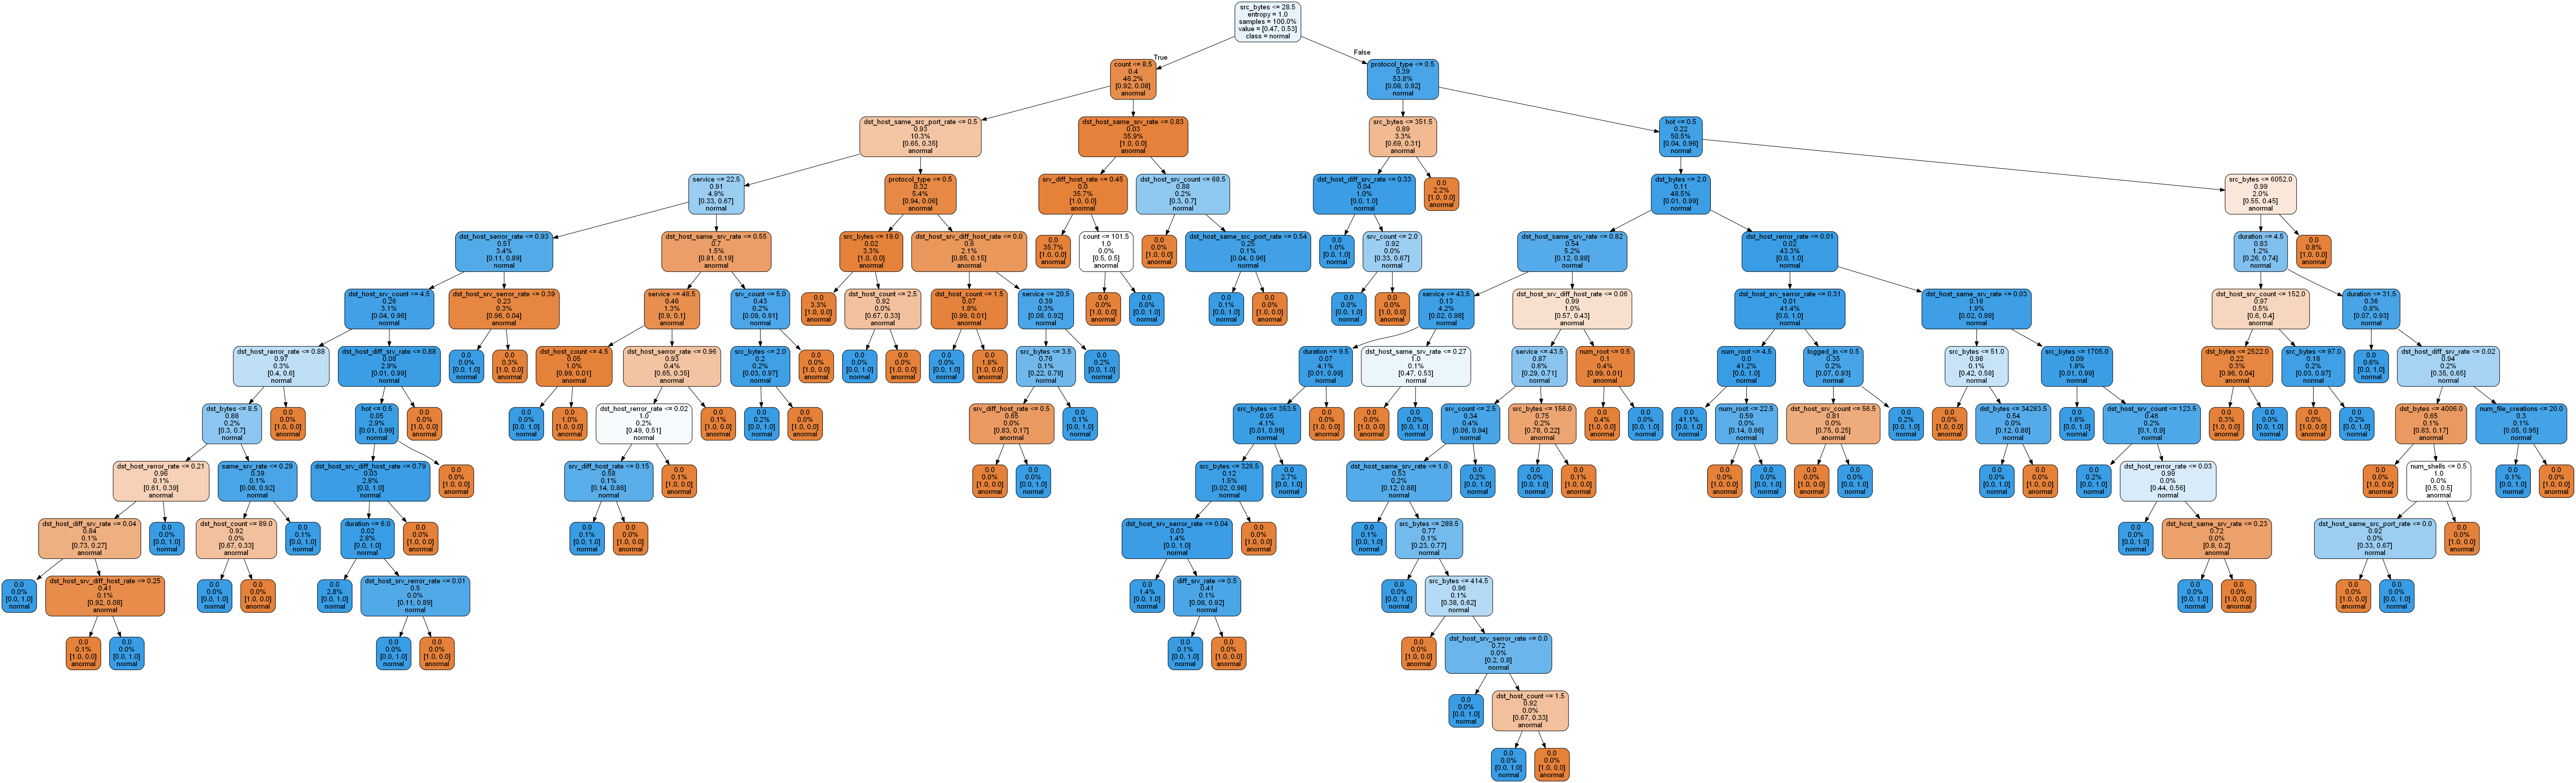 src_bytes <= 28.5
entropy = 1.0
samples = 100.0%
value = [0.47, 0.53]
class = normal
True
False
count <= 8.5
0.4
46.2%
[0.92, 0.08]
anormal
protocol_type <= 0.5
0.39
53.8%
[0.08, 0.92]
normal
dst_host_same_src_port_rate <= 0.5
0.93
10.3%
[0.65, 0.35]
anormal
dst_host_same_srv_rate <= 0.83
0.03
35.9%
[1.0, 0.0]
anormal
src_bytes <= 351.5
0.89
3.3%
[0.69, 0.31]
anormal
hot <= 0.5
0.22
50.5%
[0.04, 0.96]
normal
service <= 22.5
0.91
4.9%
[0.33, 0.67]
normal
protocol_type <= 0.5
0.32
5.4%
[0.94, 0.06]
anormal
srv_diff_host_rate <= 0.45
0.0
35.7%
[1.0, 0.0]
anormal
dst_host_srv_count <= 68.5
0.88
0.2%
[0.3, 0.7]
normal
dst_host_diff_srv_rate <= 0.33
0.04
1.0%
[0.0, 1.0]
normal
0.0
2.2%
[1.0, 0.0]
anormal
dst_bytes <= 2.0
0.11
48.5%
[0.01, 0.99]
normal
src_bytes <= 6052.0
0.99
2.0%
[0.55, 0.45]
anormal
dst_host_serror_rate <= 0.93
0.51
3.4%
[0.11, 0.89]
normal
dst_host_same_srv_rate <= 0.55
0.7
1.5%
[0.81, 0.19]
anormal
src_bytes <= 19.0
0.02
3.3%
[1.0, 0.0]
anormal
dst_host_srv_diff_host_rate <= 0.0
0.6
2.1%
[0.85, 0.15]
anormal
0.0
35.7%
[1.0, 0.0]
anormal
count <= 101.5
1.0
0.0%
[0.5, 0.5]
anormal
0.0
0.0%
[1.0, 0.0]
anormal
dst_host_same_src_port_rate <= 0.54
0.25
0.1%
[0.04, 0.96]
normal
0.0
1.0%
[0.0, 1.0]
normal
srv_count <= 2.0
0.92
0.0%
[0.33, 0.67]
normal
dst_host_same_srv_rate <= 0.82
0.54
5.2%
[0.12, 0.88]
normal
dst_host_rerror_rate <= 0.01
0.02
43.3%
[0.0, 1.0]
normal
duration <= 4.5
0.83
1.2%
[0.26, 0.74]
normal
0.0
0.8%
[1.0, 0.0]
anormal
dst_host_srv_count <= 4.5
0.26
3.1%
[0.04, 0.96]
normal
dst_host_srv_serror_rate <= 0.39
0.23
0.3%
[0.96, 0.04]
anormal
service <= 48.5
0.46
1.3%
[0.9, 0.1]
anormal
srv_count <= 5.0
0.43
0.2%
[0.09, 0.91]
normal
0.0
3.3%
[1.0, 0.0]
anormal
dst_host_count <= 2.5
0.92
0.0%
[0.67, 0.33]
anormal
dst_host_count <= 1.5
0.07
1.8%
[0.99, 0.01]
anormal
service <= 20.5
0.39
0.3%
[0.08, 0.92]
normal
0.0
0.0%
[1.0, 0.0]
anormal
0.0
0.0%
[0.0, 1.0]
normal
0.0
0.1%
[0.0, 1.0]
normal
0.0
0.0%
[1.0, 0.0]
anormal
0.0
0.0%
[0.0, 1.0]
normal
0.0
0.0%
[1.0, 0.0]
anormal
service <= 43.5
0.13
4.2%
[0.02, 0.98]
normal
dst_host_srv_diff_host_rate <= 0.06
0.99
1.0%
[0.57, 0.43]
anormal
dst_host_srv_serror_rate <= 0.31
0.01
41.4%
[0.0, 1.0]
normal
dst_host_same_srv_rate <= 0.03
0.16
1.9%
[0.02, 0.98]
normal
dst_host_srv_count <= 152.0
0.97
0.5%
[0.6, 0.4]
anormal
duration <= 31.5
0.36
0.8%
[0.07, 0.93]
normal
dst_host_rerror_rate <= 0.88
0.97
0.3%
[0.4, 0.6]
normal
dst_host_diff_srv_rate <= 0.88
0.08
2.9%
[0.01, 0.99]
normal
0.0
0.0%
[0.0, 1.0]
normal
0.0
0.3%
[1.0, 0.0]
anormal
dst_host_count <= 4.5
0.05
1.0%
[0.99, 0.01]
anormal
dst_host_serror_rate <= 0.96
0.93
0.4%
[0.65, 0.35]
anormal
src_bytes <= 2.0
0.2
0.2%
[0.03, 0.97]
normal
0.0
0.0%
[1.0, 0.0]
anormal
0.0
0.0%
[0.0, 1.0]
normal
0.0
0.0%
[1.0, 0.0]
anormal
0.0
0.0%
[0.0, 1.0]
normal
0.0
1.8%
[1.0, 0.0]
anormal
src_bytes <= 3.5
0.76
0.1%
[0.22, 0.78]
normal
0.0
0.2%
[0.0, 1.0]
normal
duration <= 9.5
0.07
4.1%
[0.01, 0.99]
normal
dst_host_same_srv_rate <= 0.27
1.0
0.1%
[0.47, 0.53]
normal
service <= 43.5
0.87
0.6%
[0.29, 0.71]
normal
num_root <= 0.5
0.1
0.4%
[0.99, 0.01]
anormal
num_root <= 4.5
0.0
41.2%
[0.0, 1.0]
normal
logged_in <= 0.5
0.35
0.2%
[0.07, 0.93]
normal
src_bytes <= 51.0
0.98
0.1%
[0.42, 0.58]
normal
src_bytes <= 1705.0
0.09
1.8%
[0.01, 0.99]
normal
dst_bytes <= 2522.0
0.22
0.3%
[0.96, 0.04]
anormal
src_bytes <= 97.0
0.18
0.2%
[0.03, 0.97]
normal
0.0
0.6%
[0.0, 1.0]
normal
dst_host_diff_srv_rate <= 0.02
0.94
0.2%
[0.35, 0.65]
normal
dst_bytes <= 8.5
0.88
0.2%
[0.3, 0.7]
normal
0.0
0.0%
[1.0, 0.0]
anormal
hot <= 0.5
0.05
2.9%
[0.01, 0.99]
normal
0.0
0.0%
[1.0, 0.0]
anormal
0.0
0.0%
[0.0, 1.0]
normal
0.0
1.0%
[1.0, 0.0]
anormal
dst_host_rerror_rate <= 0.02
1.0
0.2%
[0.49, 0.51]
normal
0.0
0.1%
[1.0, 0.0]
anormal
0.0
0.2%
[0.0, 1.0]
normal
0.0
0.0%
[1.0, 0.0]
anormal
srv_diff_host_rate <= 0.5
0.65
0.0%
[0.83, 0.17]
anormal
0.0
0.1%
[0.0, 1.0]
normal
src_bytes <= 353.5
0.05
4.1%
[0.01, 0.99]
normal
0.0
0.0%
[1.0, 0.0]
anormal
0.0
0.0%
[1.0, 0.0]
anormal
0.0
0.0%
[0.0, 1.0]
normal
srv_count <= 2.5
0.34
0.4%
[0.06, 0.94]
normal
src_bytes <= 156.0
0.75
0.2%
[0.78, 0.22]
anormal
0.0
0.4%
[1.0, 0.0]
anormal
0.0
0.0%
[0.0, 1.0]
normal
0.0
41.1%
[0.0, 1.0]
normal
num_root <= 22.5
0.59
0.0%
[0.14, 0.86]
normal
dst_host_srv_count <= 56.5
0.81
0.0%
[0.75, 0.25]
anormal
0.0
0.2%
[0.0, 1.0]
normal
0.0
0.0%
[1.0, 0.0]
anormal
dst_bytes <= 34283.5
0.54
0.0%
[0.12, 0.88]
normal
0.0
1.6%
[0.0, 1.0]
normal
dst_host_srv_count <= 123.5
0.46
0.2%
[0.1, 0.9]
normal
0.0
0.3%
[1.0, 0.0]
anormal
0.0
0.0%
[0.0, 1.0]
normal
0.0
0.0%
[1.0, 0.0]
anormal
0.0
0.2%
[0.0, 1.0]
normal
dst_bytes <= 4006.0
0.65
0.1%
[0.83, 0.17]
anormal
num_file_creations <= 20.0
0.3
0.1%
[0.05, 0.95]
normal
dst_host_rerror_rate <= 0.21
0.96
0.1%
[0.61, 0.39]
anormal
same_srv_rate <= 0.29
0.39
0.1%
[0.08, 0.92]
normal
dst_host_srv_diff_host_rate <= 0.79
0.03
2.8%
[0.0, 1.0]
normal
0.0
0.0%
[1.0, 0.0]
anormal
srv_diff_host_rate <= 0.15
0.58
0.1%
[0.14, 0.86]
normal
0.0
0.1%
[1.0, 0.0]
anormal
0.0
0.0%
[1.0, 0.0]
anormal
0.0
0.0%
[0.0, 1.0]
normal
src_bytes <= 326.5
0.12
1.5%
[0.02, 0.98]
normal
0.0
2.7%
[0.0, 1.0]
normal
dst_host_same_srv_rate <= 1.0
0.53
0.2%
[0.12, 0.88]
normal
0.0
0.2%
[0.0, 1.0]
normal
0.0
0.0%
[0.0, 1.0]
normal
0.0
0.1%
[1.0, 0.0]
anormal
0.0
0.0%
[1.0, 0.0]
anormal
0.0
0.0%
[0.0, 1.0]
normal
0.0
0.0%
[1.0, 0.0]
anormal
0.0
0.0%
[0.0, 1.0]
normal
0.0
0.0%
[0.0, 1.0]
normal
0.0
0.0%
[1.0, 0.0]
anormal
0.0
0.2%
[0.0, 1.0]
normal
dst_host_rerror_rate <= 0.03
0.99
0.0%
[0.44, 0.56]
normal
0.0
0.0%
[1.0, 0.0]
anormal
num_shells <= 0.5
1.0
0.0%
[0.5, 0.5]
anormal
0.0
0.1%
[0.0, 1.0]
normal
0.0
0.0%
[1.0, 0.0]
anormal
dst_host_diff_srv_rate <= 0.04
0.84
0.1%
[0.73, 0.27]
anormal
0.0
0.0%
[0.0, 1.0]
normal
dst_host_count <= 89.0
0.92
0.0%
[0.67, 0.33]
anormal
0.0
0.1%
[0.0, 1.0]
normal
duration <= 6.0
0.02
2.8%
[0.0, 1.0]
normal
0.0
0.0%
[1.0, 0.0]
anormal
0.0
0.1%
[0.0, 1.0]
normal
0.0
0.0%
[1.0, 0.0]
anormal
dst_host_srv_serror_rate <= 0.04
0.03
1.4%
[0.0, 1.0]
normal
0.0
0.0%
[1.0, 0.0]
anormal
0.0
0.1%
[0.0, 1.0]
normal
src_bytes <= 289.5
0.77
0.1%
[0.23, 0.77]
normal
0.0
0.0%
[0.0, 1.0]
normal
dst_host_same_srv_rate <= 0.23
0.72
0.0%
[0.8, 0.2]
anormal
dst_host_same_src_port_rate <= 0.0
0.92
0.0%
[0.33, 0.67]
normal
0.0
0.0%
[1.0, 0.0]
anormal
0.0
0.0%
[0.0, 1.0]
normal
dst_host_srv_diff_host_rate <= 0.25
0.41
0.1%
[0.92, 0.08]
anormal
0.0
0.0%
[0.0, 1.0]
normal
0.0
0.0%
[1.0, 0.0]
anormal
0.0
2.8%
[0.0, 1.0]
normal
dst_host_srv_rerror_rate <= 0.01
0.5
0.0%
[0.11, 0.89]
normal
0.0
1.4%
[0.0, 1.0]
normal
diff_srv_rate <= 0.5
0.41
0.1%
[0.08, 0.92]
normal
0.0
0.0%
[0.0, 1.0]
normal
src_bytes <= 414.5
0.96
0.1%
[0.38, 0.62]
normal
0.0
0.0%
[0.0, 1.0]
normal
0.0
0.0%
[1.0, 0.0]
anormal
0.0
0.0%
[1.0, 0.0]
anormal
0.0
0.0%
[0.0, 1.0]
normal
0.0
0.1%
[1.0, 0.0]
anormal
0.0
0.0%
[0.0, 1.0]
normal
0.0
0.0%
[0.0, 1.0]
normal
0.0
0.0%
[1.0, 0.0]
anormal
0.0
0.1%
[0.0, 1.0]
normal
0.0
0.0%
[1.0, 0.0]
anormal
0.0
0.0%
[1.0, 0.0]
anormal
dst_host_srv_serror_rate <= 0.0
0.72
0.0%
[0.2, 0.8]
normal
0.0
0.0%
[0.0, 1.0]
normal
dst_host_count <= 1.5
0.92
0.0%
[0.67, 0.33]
anormal
0.0
0.0%
[0.0, 1.0]
normal
0.0
0.0%
[1.0, 0.0]
anormal